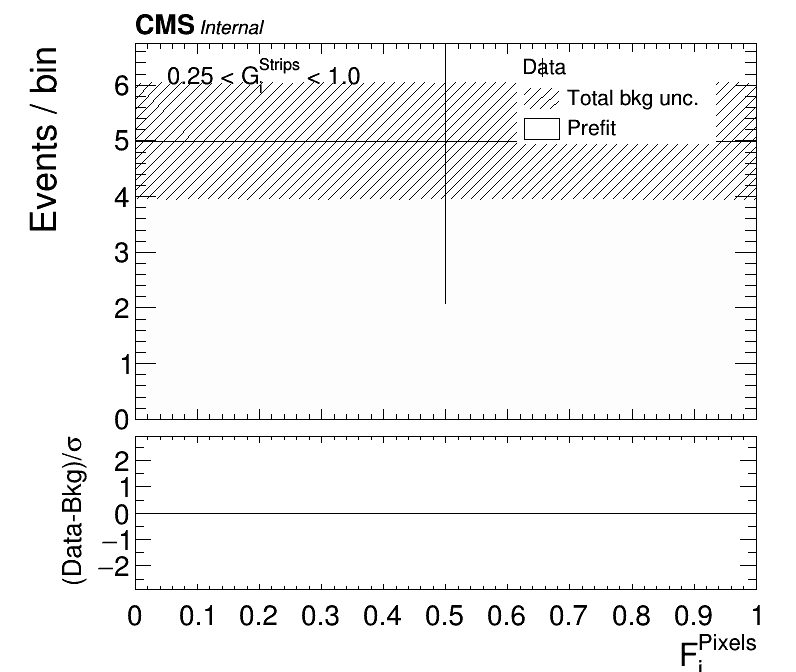 CMS Internal
Events / bin
0.25 < G_i^Strips < 1.0
Data
Total bkg unc.
Prefit
6
5
4
3
2
1
0
(Data-Bkg)/σ
2
1
0
−1
−2
0 0.1 0.2 0.3 0.4 0.5 0.6 0.7 0.8 0.9 1
F_i^Pixels